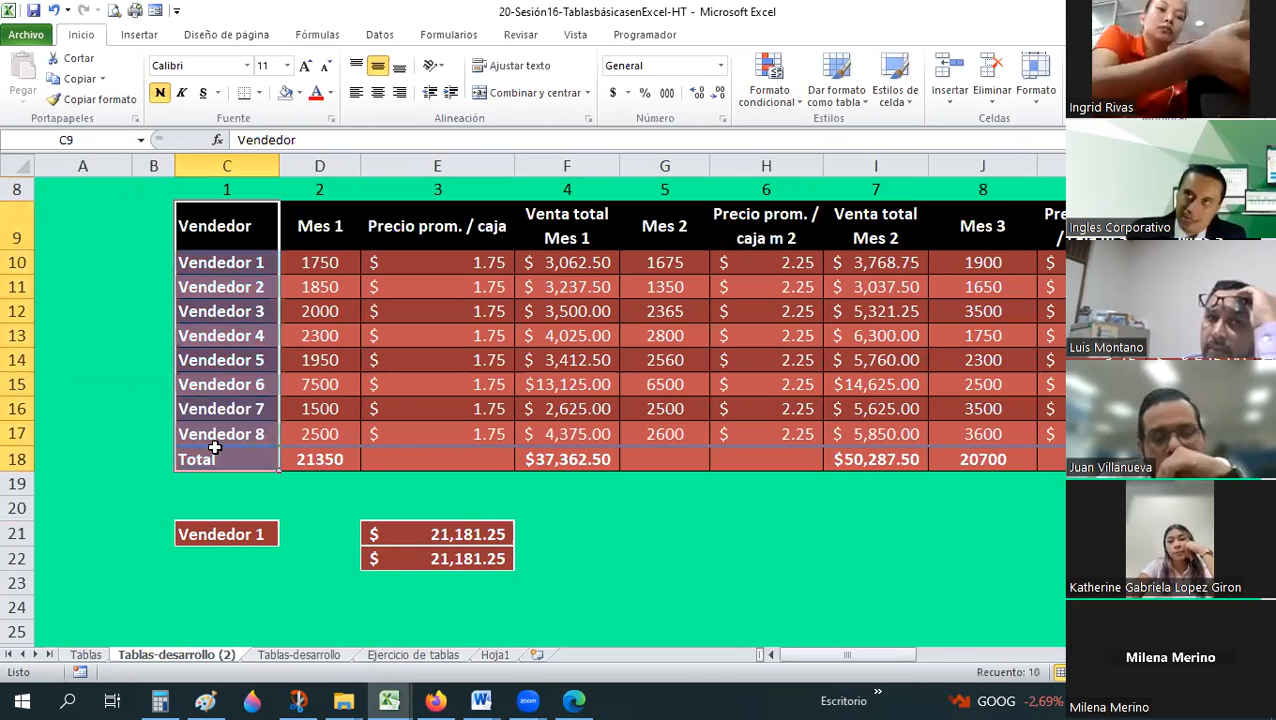 20-Sesión16-TablasbásicasenExcel-HT - Microsoft Excel
Archivo Inicio Insertar Diseño de página Fórmulas Datos Formularios Revisar Vista Programador
Cortar
Copiar
Copiar formato
Pegar
Calibri 11
N K S
Ajustar texto
Combinar y centrar
General
$ % 000
Formato condicional
Dar formato como tabla
Estilos de celda
Insertar Eliminar Formato
Portapapeles Fuente Alineación Número Estilos Celdas
C9 fx Vendedor
A B C D E F G H I J
8 1 2 3 4 5 6 7 8
9 Vendedor Mes 1 Precio prom. / caja Venta total Mes 1 Mes 2 Precio prom. / caja m 2 Venta total Mes 2 Mes 3
10 Vendedor 1 1750 $ 1.75 $ 3,062.50 1675 $ 2.25 $ 3,768.75 1900 $
11 Vendedor 2 1850 $ 1.75 $ 3,237.50 1350 $ 2.25 $ 3,037.50 1650 $
12 Vendedor 3 2000 $ 1.75 $ 3,500.00 2365 $ 2.25 $ 5,321.25 3500 $
13 Vendedor 4 2300 $ 1.75 $ 4,025.00 2800 $ 2.25 $ 6,300.00 1750 $
14 Vendedor 5 1950 $ 1.75 $ 3,412.50 2560 $ 2.25 $ 5,760.00 2300 $
15 Vendedor 6 7500 $ 1.75 $13,125.00 6500 $ 2.25 $14,625.00 2500 $
16 Vendedor 7 1500 $ 1.75 $ 2,625.00 2500 $ 2.25 $ 5,625.00 3500 $
17 Vendedor 8 2500 $ 1.75 $ 4,375.00 2600 $ 2.25 $ 5,850.00 3600 $
18 Total 21350 $37,362.50 $50,287.50 20700
19
20
21 Vendedor 1 $ 21,181.25
22 $ 21,181.25
23
24
25
Tablas Tablas-desarrollo (2) Tablas-desarrollo Ejercicio de tablas Hoja1
Listo Recuento: 10
Escritorio » GOOG -2,69%
Ingrid Rivas
Ingles Corporativo
Luis Montano
Juan Villanueva
Katherine Gabriela Lopez Giron
Milena Merino
Milena Merino